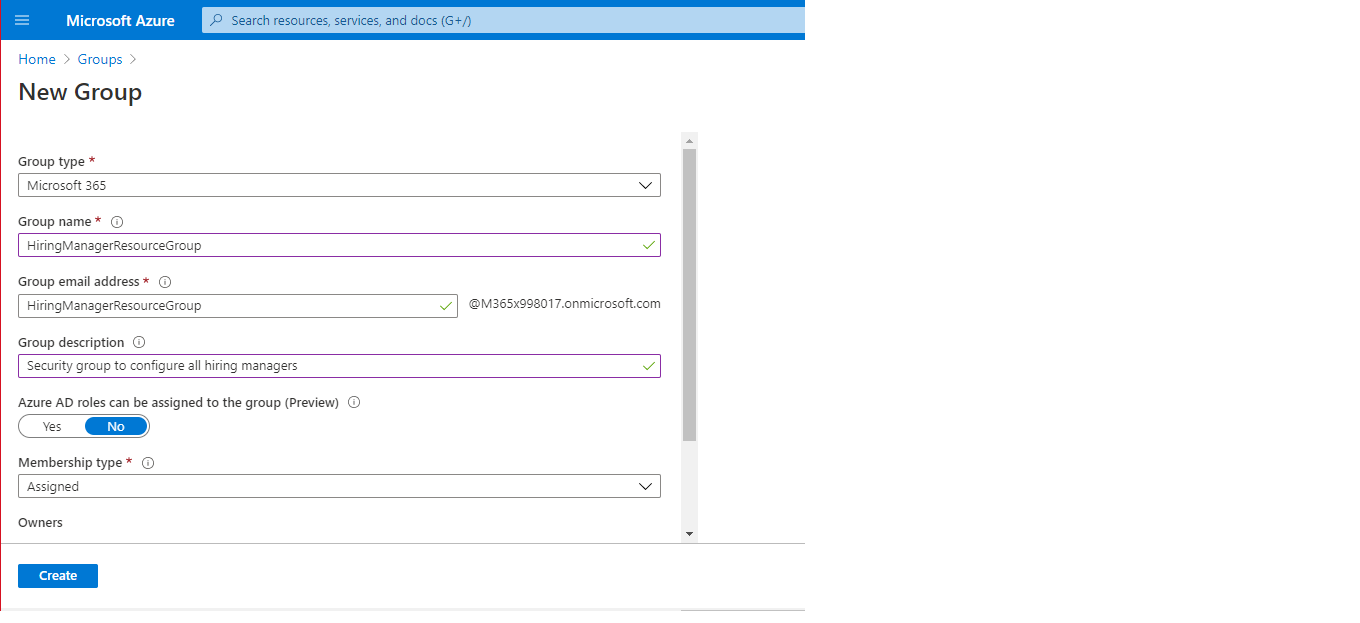 Microsoft Azure
Search resources, services, and docs (G+/)
Home > Groups >
New Group
Group type *
Microsoft 365
Group name *
HiringManagerResourceGroup
Group email address *
HiringManagerResourceGroup @M365x998017.onmicrosoft.com
Group description
Security group to configure all hiring managers
Azure AD roles can be assigned to the group (Preview)
Yes No
Membership type *
Assigned
Owners
Create